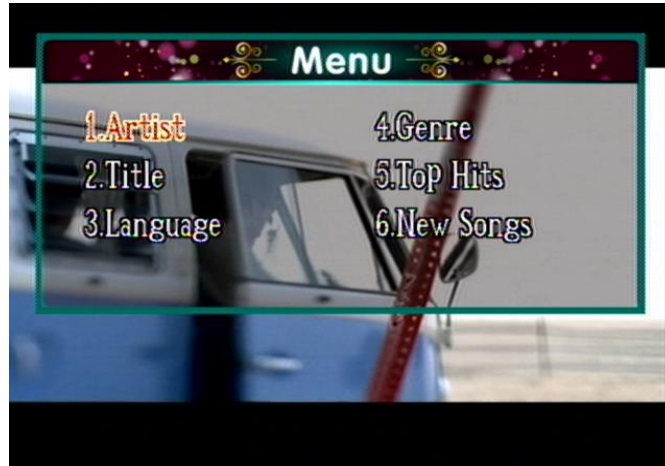 Menu
1.Artist
2.Title
3.Language
4.Genre
5.Top Hits
6.New Songs